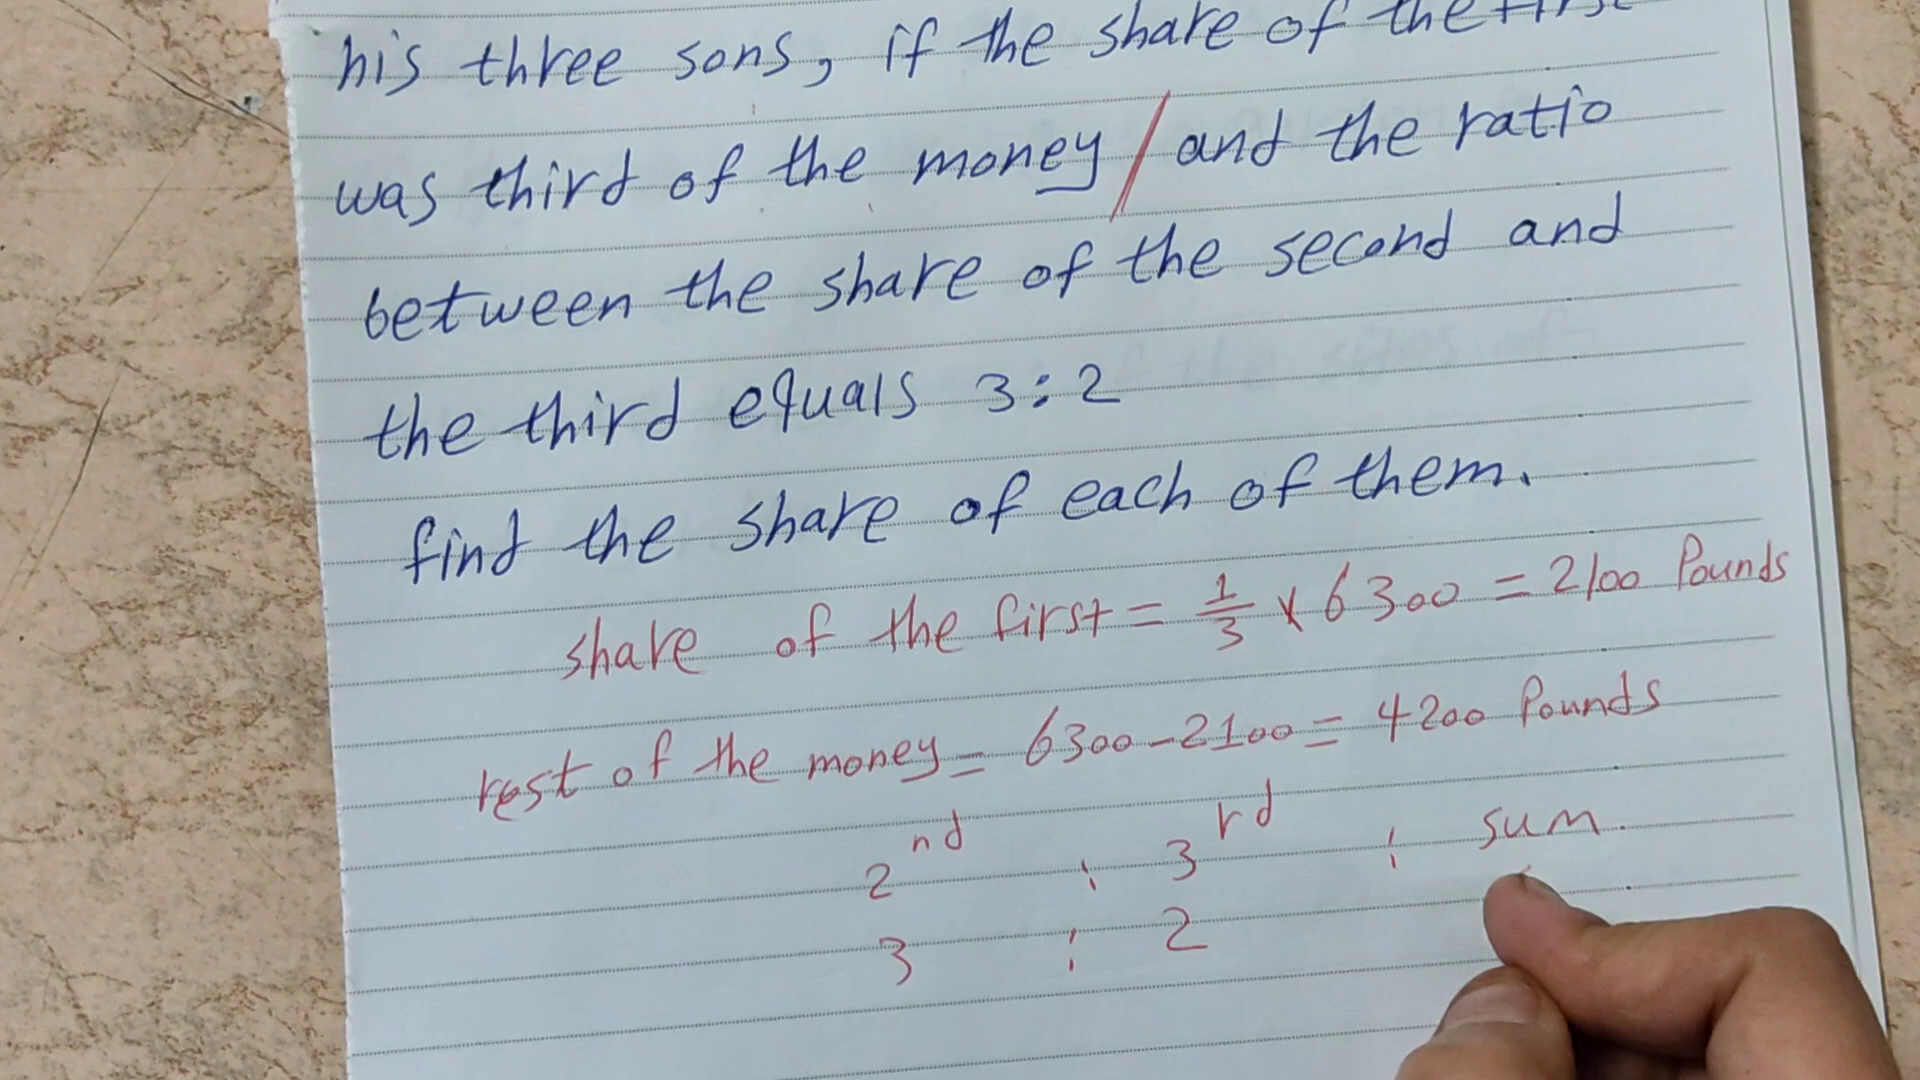 his three sons, if the share of the first
was third of the money / and the ratio
between the share of the second and
the third equals 3:2
find the share of each of them.
share of the first = 1/3 × 6300 = 2100 Pounds
rest of the money = 6300 - 2100 = 4200 Pounds
2nd : 3rd : sum
3 : 2